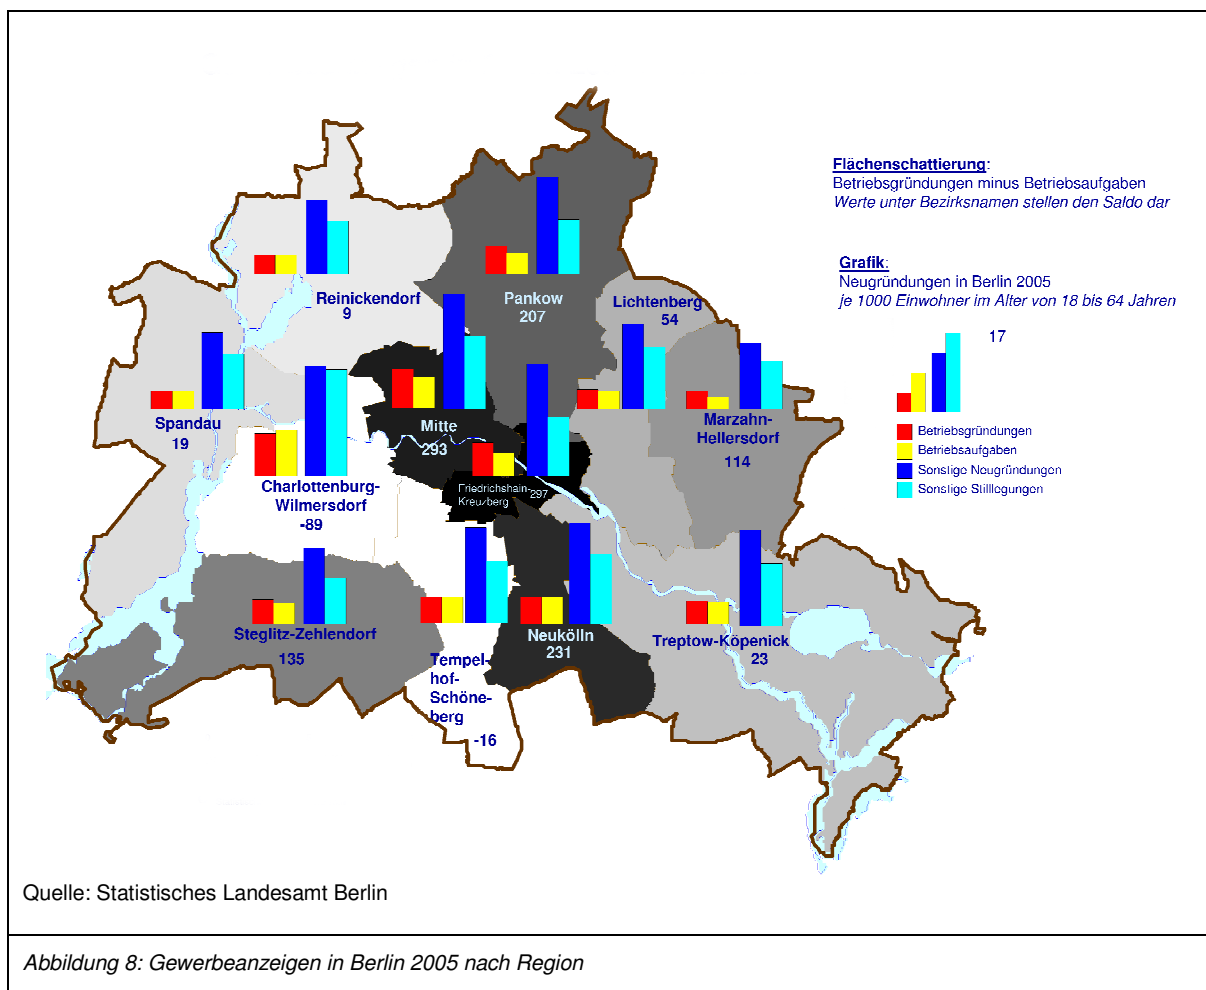 Flächenschattierung:
Betriebsgründungen minus Betriebsaufgaben
Werte unter Bezirksnamen stellen den Saldo dar
Grafik:
Neugründungen in Berlin 2005
je 1000 Einwohner im Alter von 18 bis 64 Jahren
17
Betriebsgründungen
Betriebsaufgaben
Sonstige Neugründungen
Sonstige Stilllegungen
Reinickendorf
9
Pankow
207
Lichtenberg
54
Spandau
19
Mitte
293
Marzahn-
Hellersdorf
114
Charlottenburg-
Wilmersdorf
-89
Friedrichshain-
Kreuzberg
297
Steglitz-Zehlendorf
135
Tempel-
hof-
Schöne-
berg
-16
Neukölln
231
Treptow-Köpenick
23
Quelle: Statistisches Landesamt Berlin
Abbildung 8: Gewerbeanzeigen in Berlin 2005 nach Region